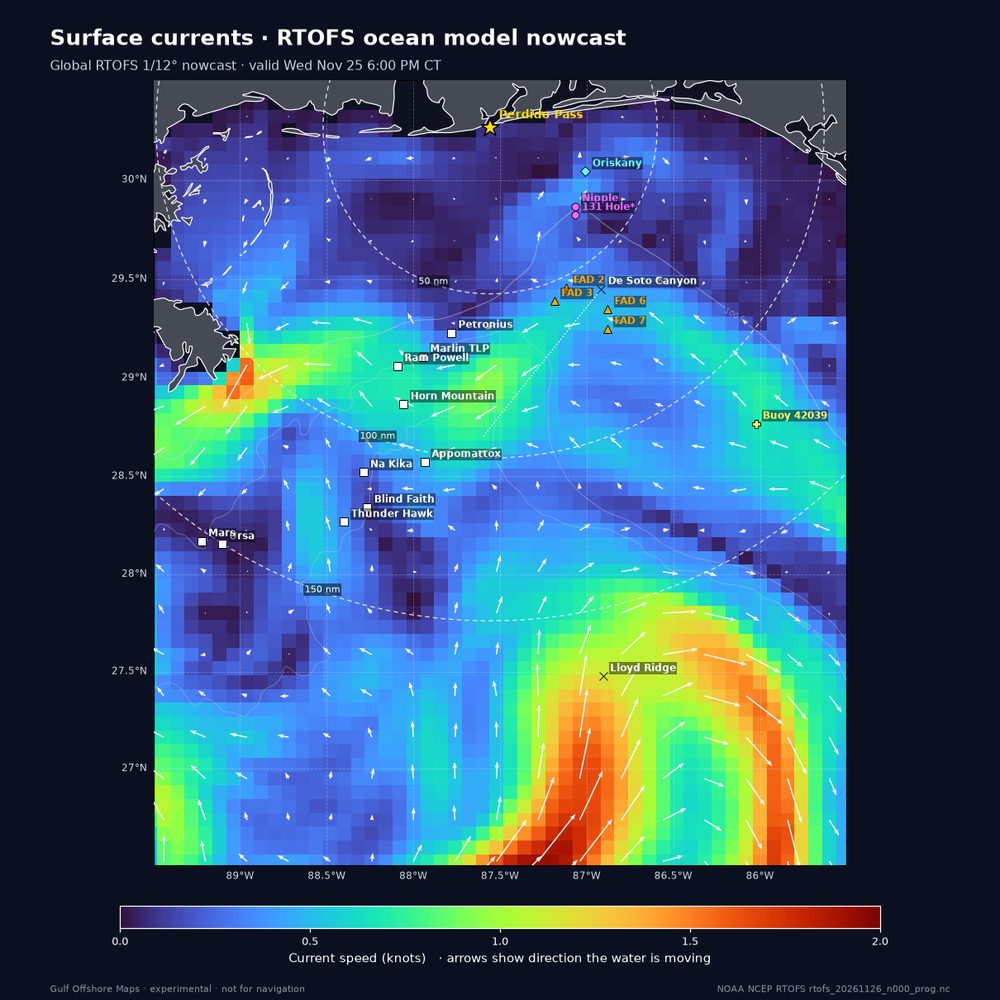 Surface currents · RTOFS ocean model nowcast
Global RTOFS 1/12° nowcast · valid Wed Nov 25 6:00 PM CT
Perdido Pass
Oriskany
30°N
Nipple
131 Hole*
29.5°N
50 nm
FAD 2
De Soto Canyon
FAD 3
FAD 6
100
FAD 7
Petronius
Marlin TLP
Ram Powell
29°N
Horn Mountain
Buoy 42039
100 nm
Appomattox
28.5°N
Na Kika
Blind Faith
Thunder Hawk
Mars
Ursa
28°N
150 nm
Lloyd Ridge
27.5°N
27°N
89°W
88.5°W
88°W
87.5°W
87°W
86.5°W
86°W
0.0
0.5
1.0
1.5
2.0
Current speed (knots) · arrows show direction the water is moving
Gulf Offshore Maps · experimental · not for navigation
NOAA NCEP RTOFS rtofs_20261126_n000_prog.nc